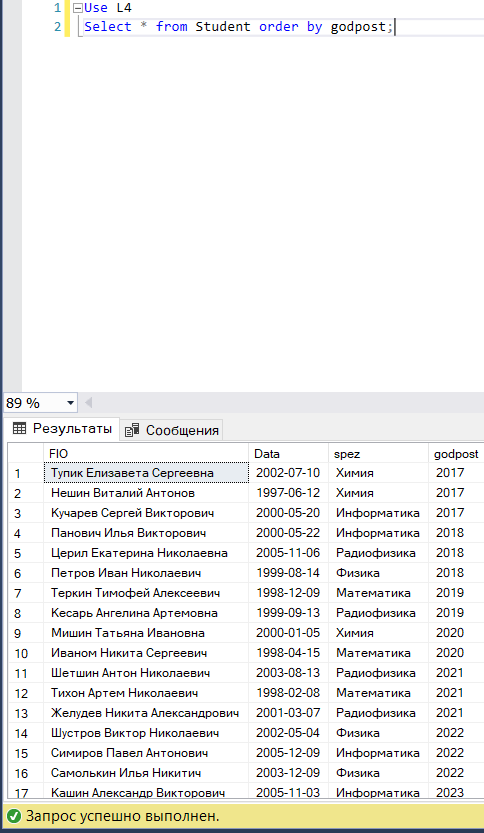 1 Use L4
2 Select * from Student order by godpost;
89 %
Результаты Сообщения
FIO Data spez godpost
1 Тупик Елизавета Сергеевна 2002-07-10 Химия 2017
2 Нешин Виталий Антонов 1997-06-12 Химия 2017
3 Кучарев Сергей Викторович 2000-05-20 Информатика 2017
4 Панович Илья Викторович 2000-05-22 Информатика 2018
5 Церил Екатерина Николаевна 2005-11-06 Радиофизика 2018
6 Петров Иван Николаевич 1999-08-14 Физика 2018
7 Теркин Тимофей Алексеевич 1998-12-09 Математика 2019
8 Кесарь Ангелина Артемовна 1999-09-13 Радиофизика 2019
9 Мишин Татьяна Ивановна 2000-01-05 Химия 2020
10 Иваном Никита Сергеевич 1998-04-15 Математика 2020
11 Шетшин Антон Николаевич 2003-08-13 Радиофизика 2021
12 Тихон Артем Николаевич 1998-02-08 Математика 2021
13 Желудев Никита Александрович 2001-03-07 Радиофизика 2021
14 Шустров Виктор Николаевич 2002-05-04 Физика 2022
15 Симиров Павел Антонович 2005-12-09 Информатика 2022
16 Самолькин Илья Никитич 2003-12-09 Физика 2022
17 Кашин Александр Викторович 2005-11-03 Информатика 2023
Запрос успешно выполнен.